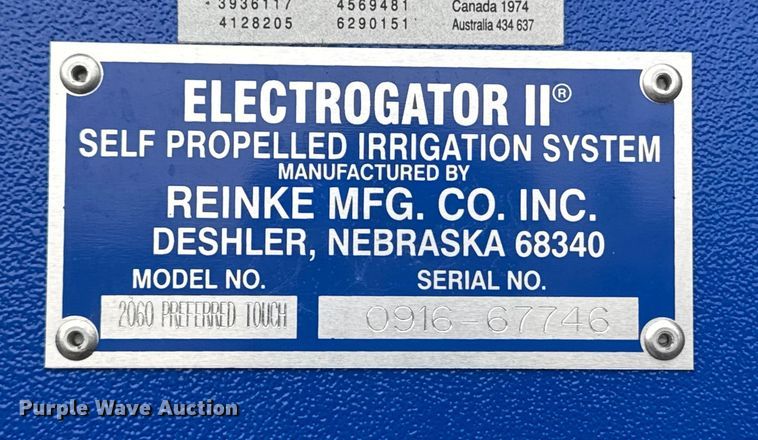 3936117 4569481 Canada 1974
4128205 6290151 Australia 434 637
ELECTROGATOR II®
SELF PROPELLED IRRIGATION SYSTEM
MANUFACTURED BY
REINKE MFG. CO. INC.
DESHLER, NEBRASKA 68340
MODEL NO. SERIAL NO.
2060 PREFERRED TOUCH 0916-67746
Purple Wave Auction